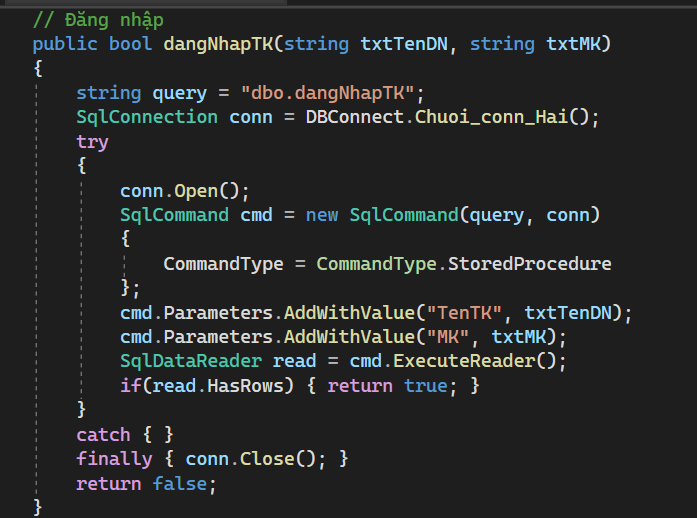 // Đăng nhập
public bool dangNhapTK(string txtTenDN, string txtMK)
{
    string query = "dbo.dangNhapTK";
    SqlConnection conn = DBConnect.Chuoi_conn_Hai();
    try
    {
        conn.Open();
        SqlCommand cmd = new SqlCommand(query, conn)
        {
            CommandType = CommandType.StoredProcedure
        };
        cmd.Parameters.AddWithValue("TenTK", txtTenDN);
        cmd.Parameters.AddWithValue("MK", txtMK);
        SqlDataReader read = cmd.ExecuteReader();
        if(read.HasRows) { return true; }
    }
    catch { }
    finally { conn.Close(); }
    return false;
}